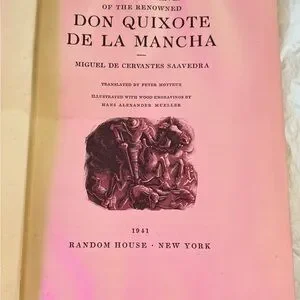 OF THE RENOWNED
DON QUIXOTE
DE LA MANCHA
MIGUEL DE CERVANTES SAAVEDRA
TRANSLATED BY PETER MOTTEUX
ILLUSTRATED WITH WOOD ENGRAVINGS BY
HANS ALEXANDER MUELLER
1941
RANDOM HOUSE · NEW YORK